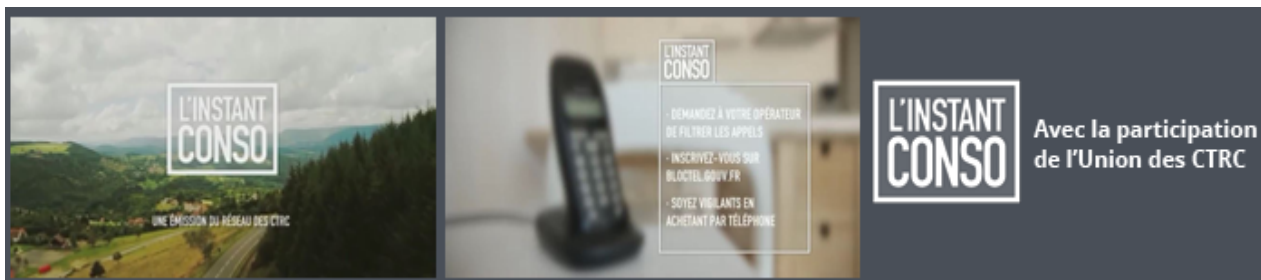 L'INSTANT
CONSO
UNE ÉMISSION DU RÉSEAU DES CTRC
L'INSTANT
CONSO
· DEMANDEZ À VOTRE OPÉRATEUR
DE FILTRER LES APPELS
· INSCRIVEZ-VOUS SUR
BLOCTEL.GOUV.FR
· SOYEZ VIGILANTS EN
ACHETANT PAR TÉLÉPHONE
L'INSTANT
CONSO
Avec la participation
de l'Union des CTRC